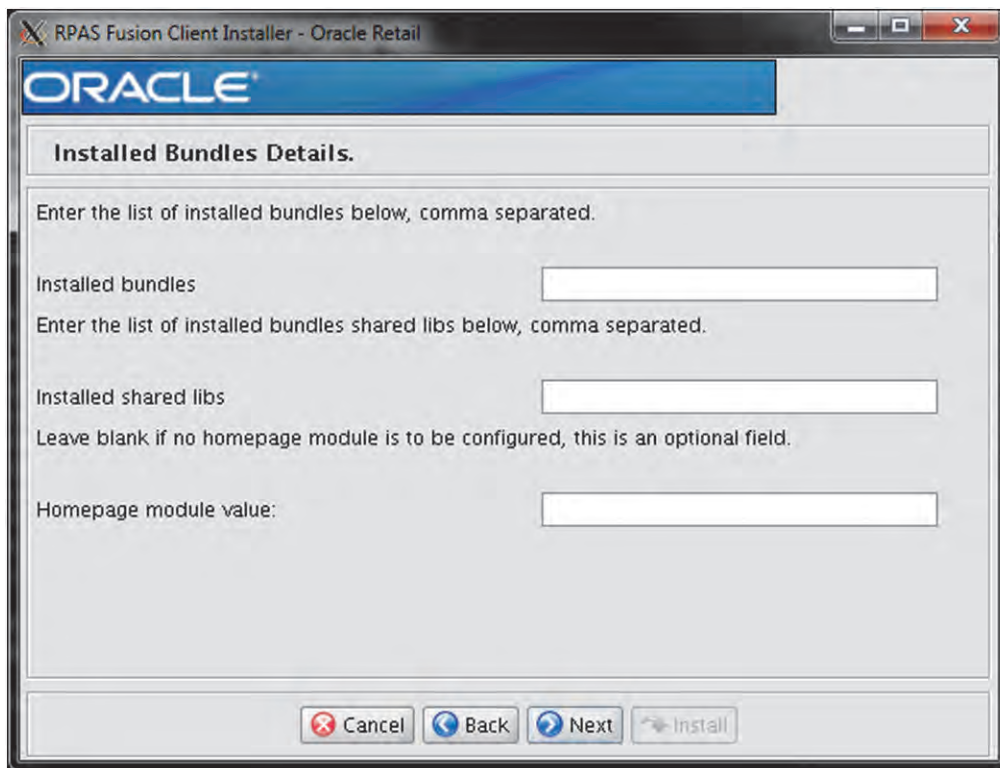 RPAS Fusion Client Installer - Oracle Retail
ORACLE®
Installed Bundles Details.
Enter the list of installed bundles below, comma separated.
Installed bundles
Enter the list of installed bundles shared libs below, comma separated.
Installed shared libs
Leave blank if no homepage module is to be configured, this is an optional field.
Homepage module value:
Cancel Back Next Install